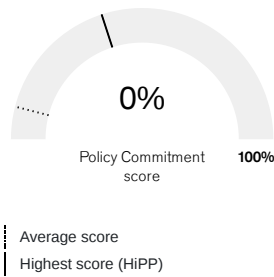 0%
Policy Commitment 100%
score
Average score
Highest score (HiPP)